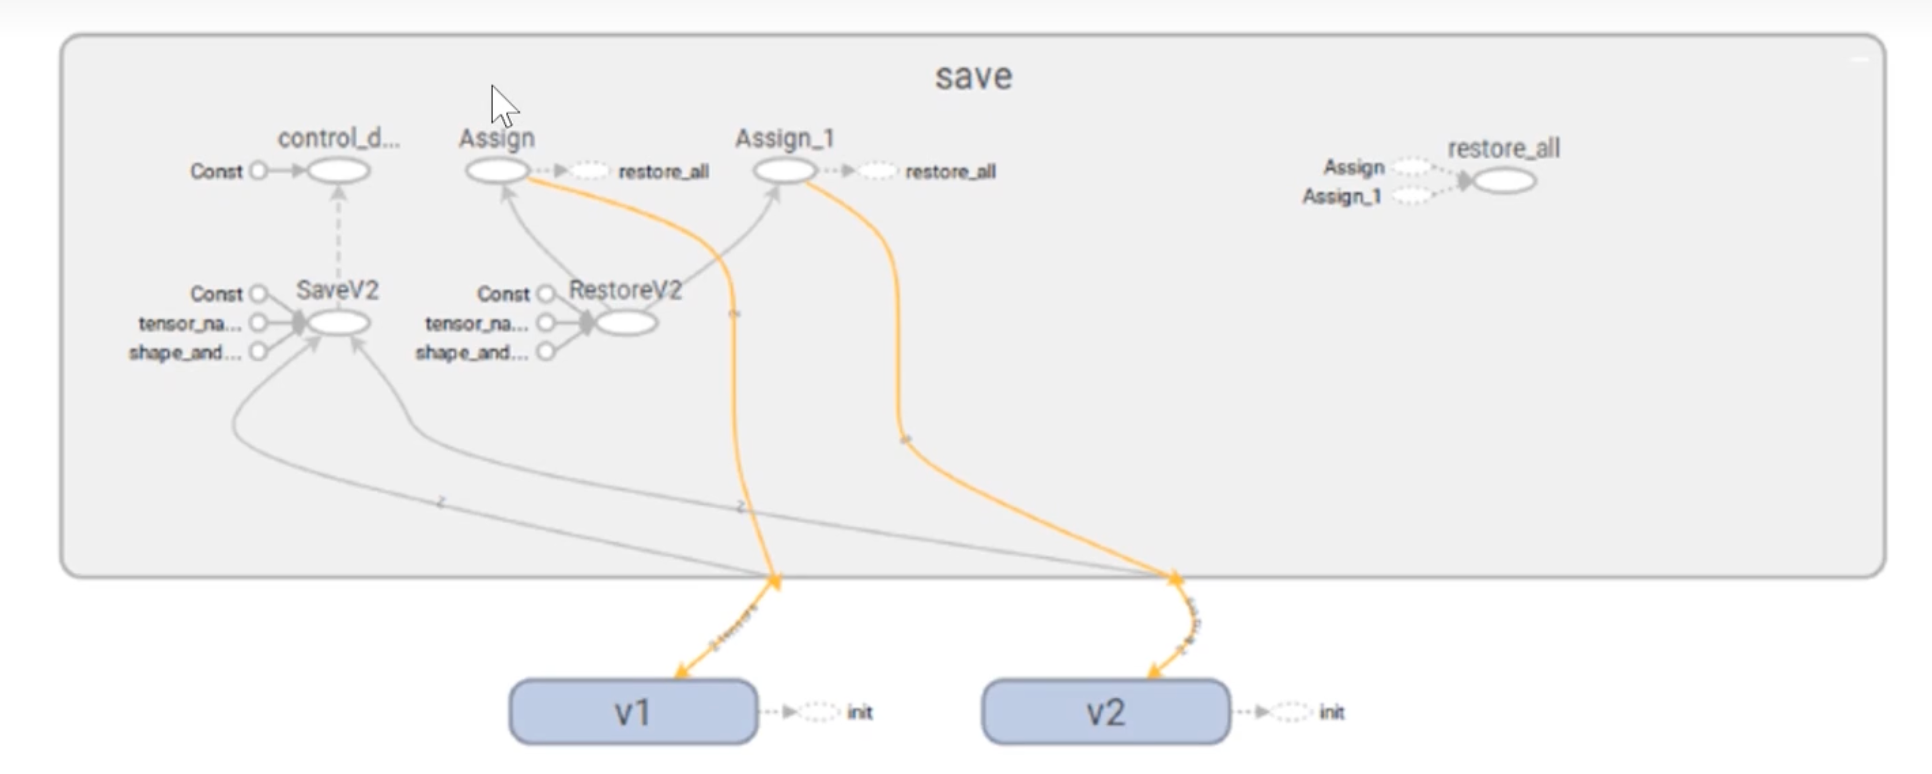 save
control_d...
Assign
Assign_1
restore_all
Const
restore_all
restore_all
Assign
Assign_1
SaveV2
RestoreV2
Const
tensor_na...
shape_and...
Const
tensor_na...
shape_and...
2
2
v1
init
v2
init